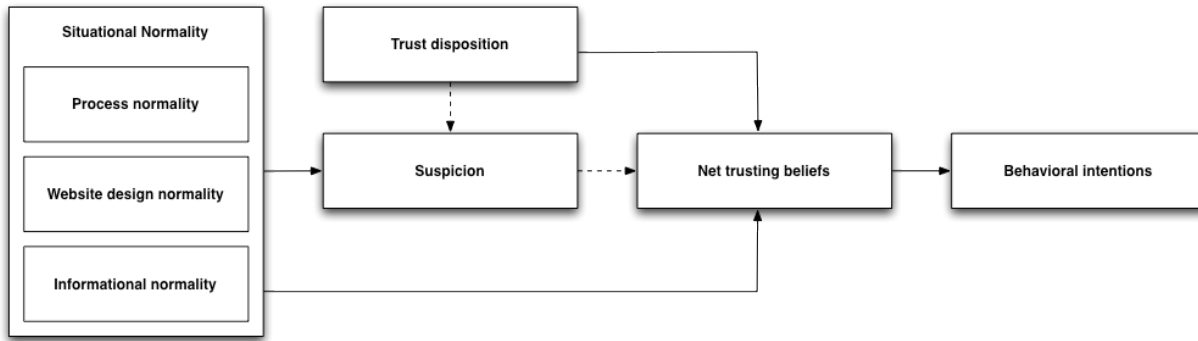 Situational Normality
Process normality
Website design normality
Informational normality
Trust disposition
Suspicion
Net trusting beliefs
Behavioral intentions